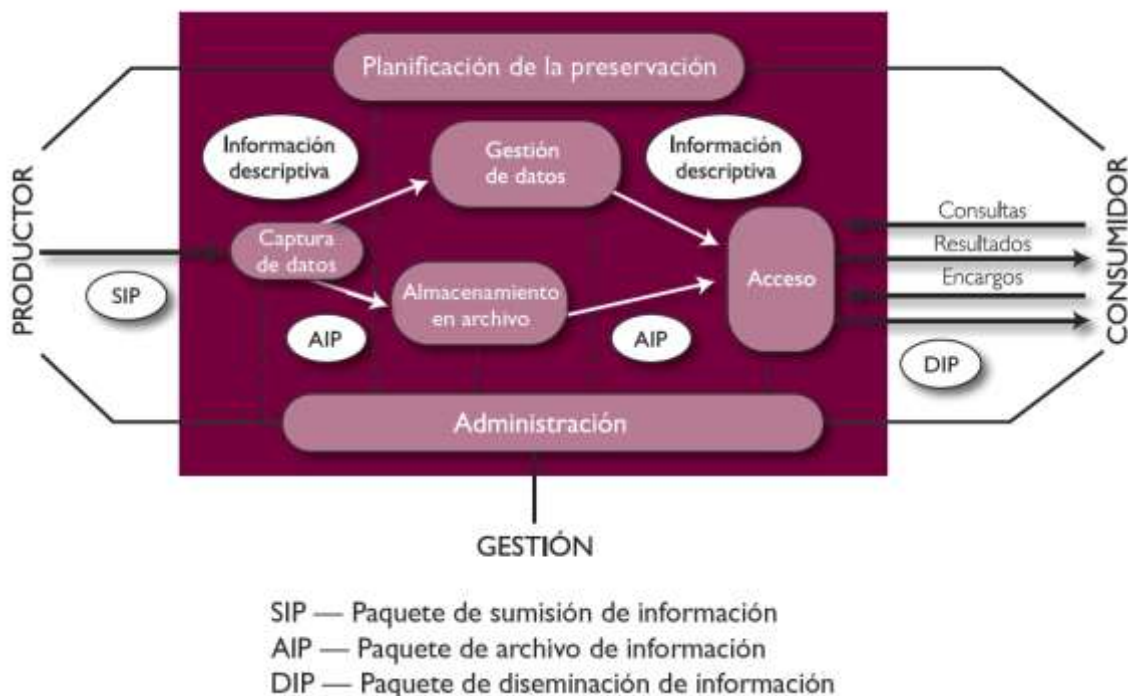 Planificación de la preservación
Información
descriptiva
Gestión
de datos
Información
descriptiva
PRODUCTOR
SIP
Captura
de datos
Almacenamiento
en archivo
AIP
AIP
Acceso
Consultas
Resultados
Encargos
DIP
CONSUMIDOR
Administración
GESTIÓN
SIP — Paquete de sumisión de información
AIP — Paquete de archivo de información
DIP — Paquete de diseminación de información